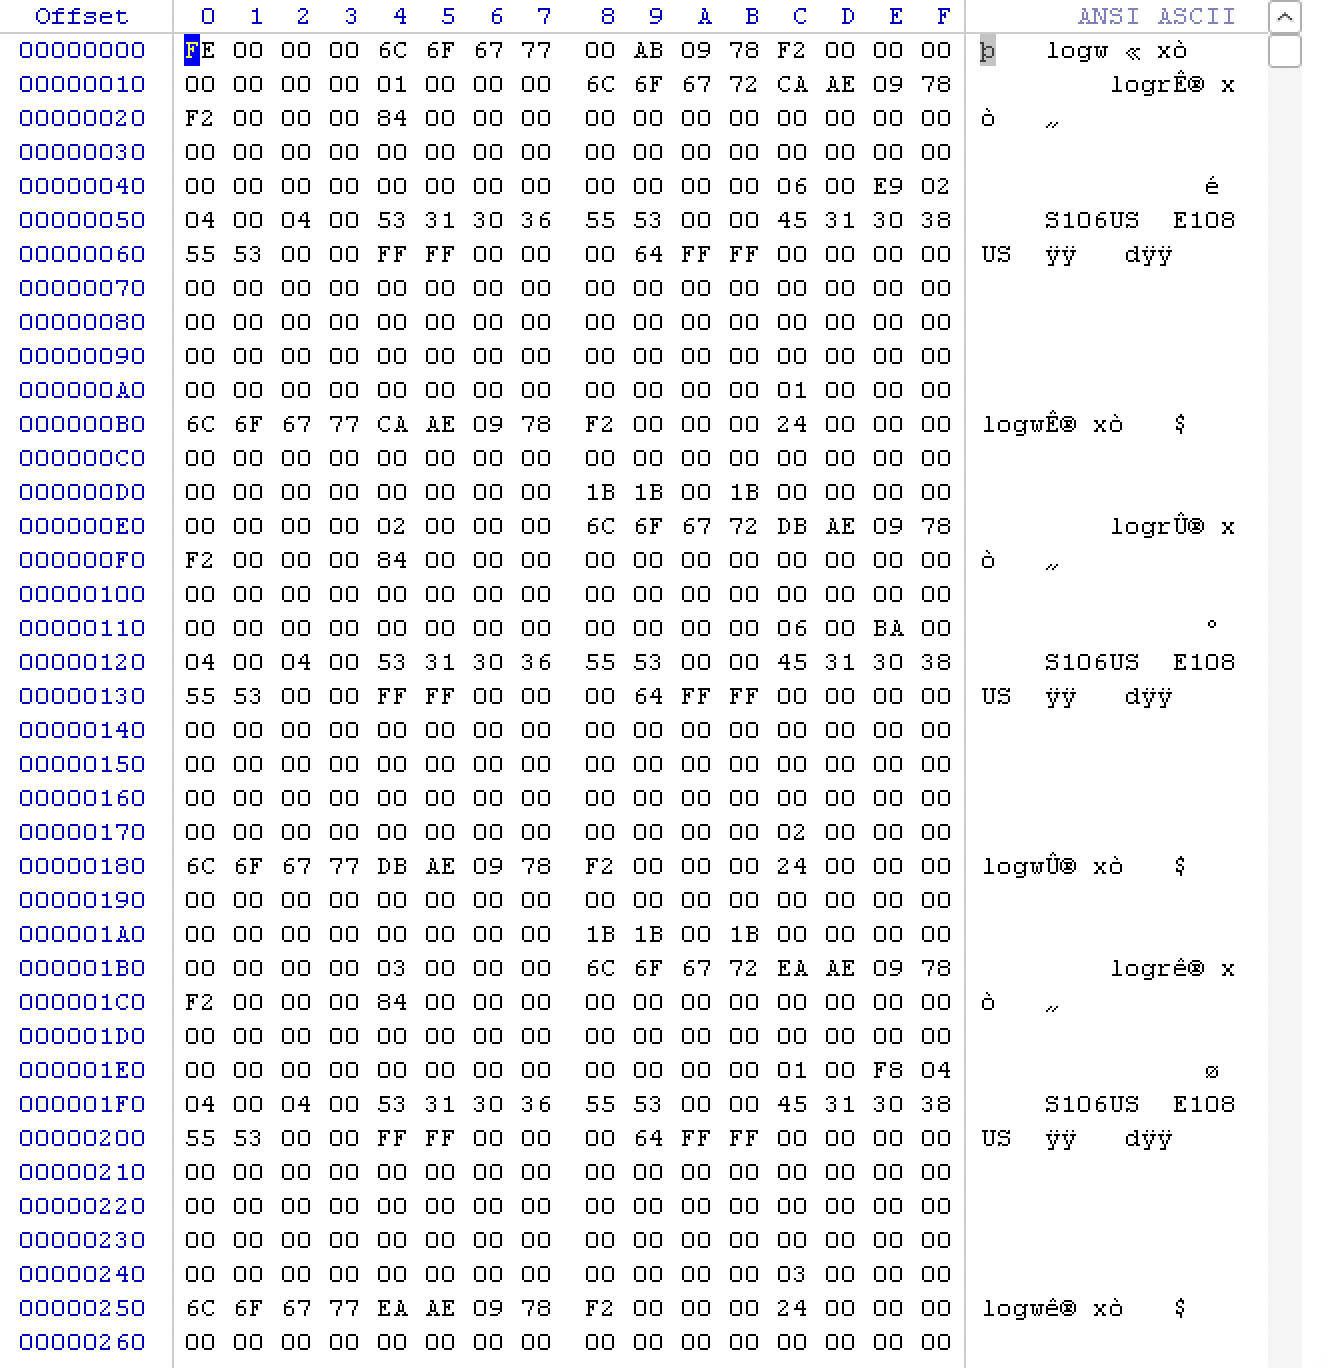 Offset 0 1 2 3 4 5 6 7 8 9 A B C D E F ANSI ASCII
00000000 FE 00 00 00 6C 6F 67 77 00 AB 09 78 F2 00 00 00 þ logw « xò
00000010 00 00 00 00 01 00 00 00 6C 6F 67 72 CA AE 09 78 logrÊ® x
00000020 F2 00 00 00 84 00 00 00 00 00 00 00 00 00 00 00 ò „
00000030 00 00 00 00 00 00 00 00 00 00 00 00 00 00 00 00
00000040 00 00 00 00 00 00 00 00 00 00 00 00 06 00 E9 02 é
00000050 04 00 04 00 53 31 30 36 55 53 00 00 45 31 30 38 S106US E108
00000060 55 53 00 00 FF FF 00 00 00 64 FF FF 00 00 00 00 US ÿÿ dÿÿ
00000070 00 00 00 00 00 00 00 00 00 00 00 00 00 00 00 00
00000080 00 00 00 00 00 00 00 00 00 00 00 00 00 00 00 00
00000090 00 00 00 00 00 00 00 00 00 00 00 00 00 00 00 00
000000A0 00 00 00 00 00 00 00 00 00 00 00 00 01 00 00 00
000000B0 6C 6F 67 77 CA AE 09 78 F2 00 00 00 24 00 00 00 logwÊ® xò $
000000C0 00 00 00 00 00 00 00 00 00 00 00 00 00 00 00 00
000000D0 00 00 00 00 00 00 00 00 1B 1B 00 1B 00 00 00 00
000000E0 00 00 00 00 02 00 00 00 6C 6F 67 72 DB AE 09 78 logrÛ® x
000000F0 F2 00 00 00 84 00 00 00 00 00 00 00 00 00 00 00 ò „
00000100 00 00 00 00 00 00 00 00 00 00 00 00 00 00 00 00
00000110 00 00 00 00 00 00 00 00 00 00 00 00 06 00 BA 00 º
00000120 04 00 04 00 53 31 30 36 55 53 00 00 45 31 30 38 S106US E108
00000130 55 53 00 00 FF FF 00 00 00 64 FF FF 00 00 00 00 US ÿÿ dÿÿ
00000140 00 00 00 00 00 00 00 00 00 00 00 00 00 00 00 00
00000150 00 00 00 00 00 00 00 00 00 00 00 00 00 00 00 00
00000160 00 00 00 00 00 00 00 00 00 00 00 00 00 00 00 00
00000170 00 00 00 00 00 00 00 00 00 00 00 00 02 00 00 00
00000180 6C 6F 67 77 DB AE 09 78 F2 00 00 00 24 00 00 00 logwÛ® xò $
00000190 00 00 00 00 00 00 00 00 00 00 00 00 00 00 00 00
000001A0 00 00 00 00 00 00 00 00 1B 1B 00 1B 00 00 00 00
000001B0 00 00 00 00 03 00 00 00 6C 6F 67 72 EA AE 09 78 logrê® x
000001C0 F2 00 00 00 84 00 00 00 00 00 00 00 00 00 00 00 ò „
000001D0 00 00 00 00 00 00 00 00 00 00 00 00 00 00 00 00
000001E0 00 00 00 00 00 00 00 00 00 00 00 00 01 00 F8 04 ø
000001F0 04 00 04 00 53 31 30 36 55 53 00 00 45 31 30 38 S106US E108
00000200 55 53 00 00 FF FF 00 00 00 64 FF FF 00 00 00 00 US ÿÿ dÿÿ
00000210 00 00 00 00 00 00 00 00 00 00 00 00 00 00 00 00
00000220 00 00 00 00 00 00 00 00 00 00 00 00 00 00 00 00
00000230 00 00 00 00 00 00 00 00 00 00 00 00 00 00 00 00
00000240 00 00 00 00 00 00 00 00 00 00 00 00 03 00 00 00
00000250 6C 6F 67 77 EA AE 09 78 F2 00 00 00 24 00 00 00 logwê® xò $
00000260 00 00 00 00 00 00 00 00 00 00 00 00 00 00 00 00